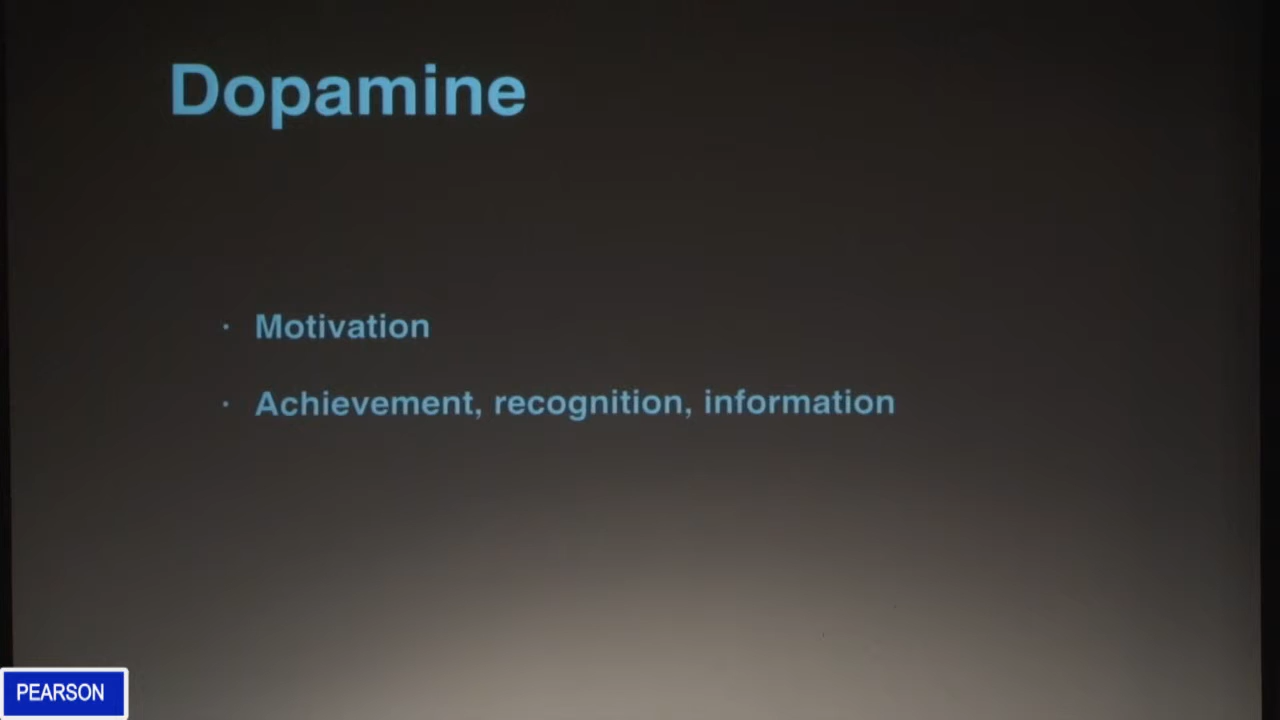 Dopamine
· Motivation
· Achievement, recognition, information
PEARSON